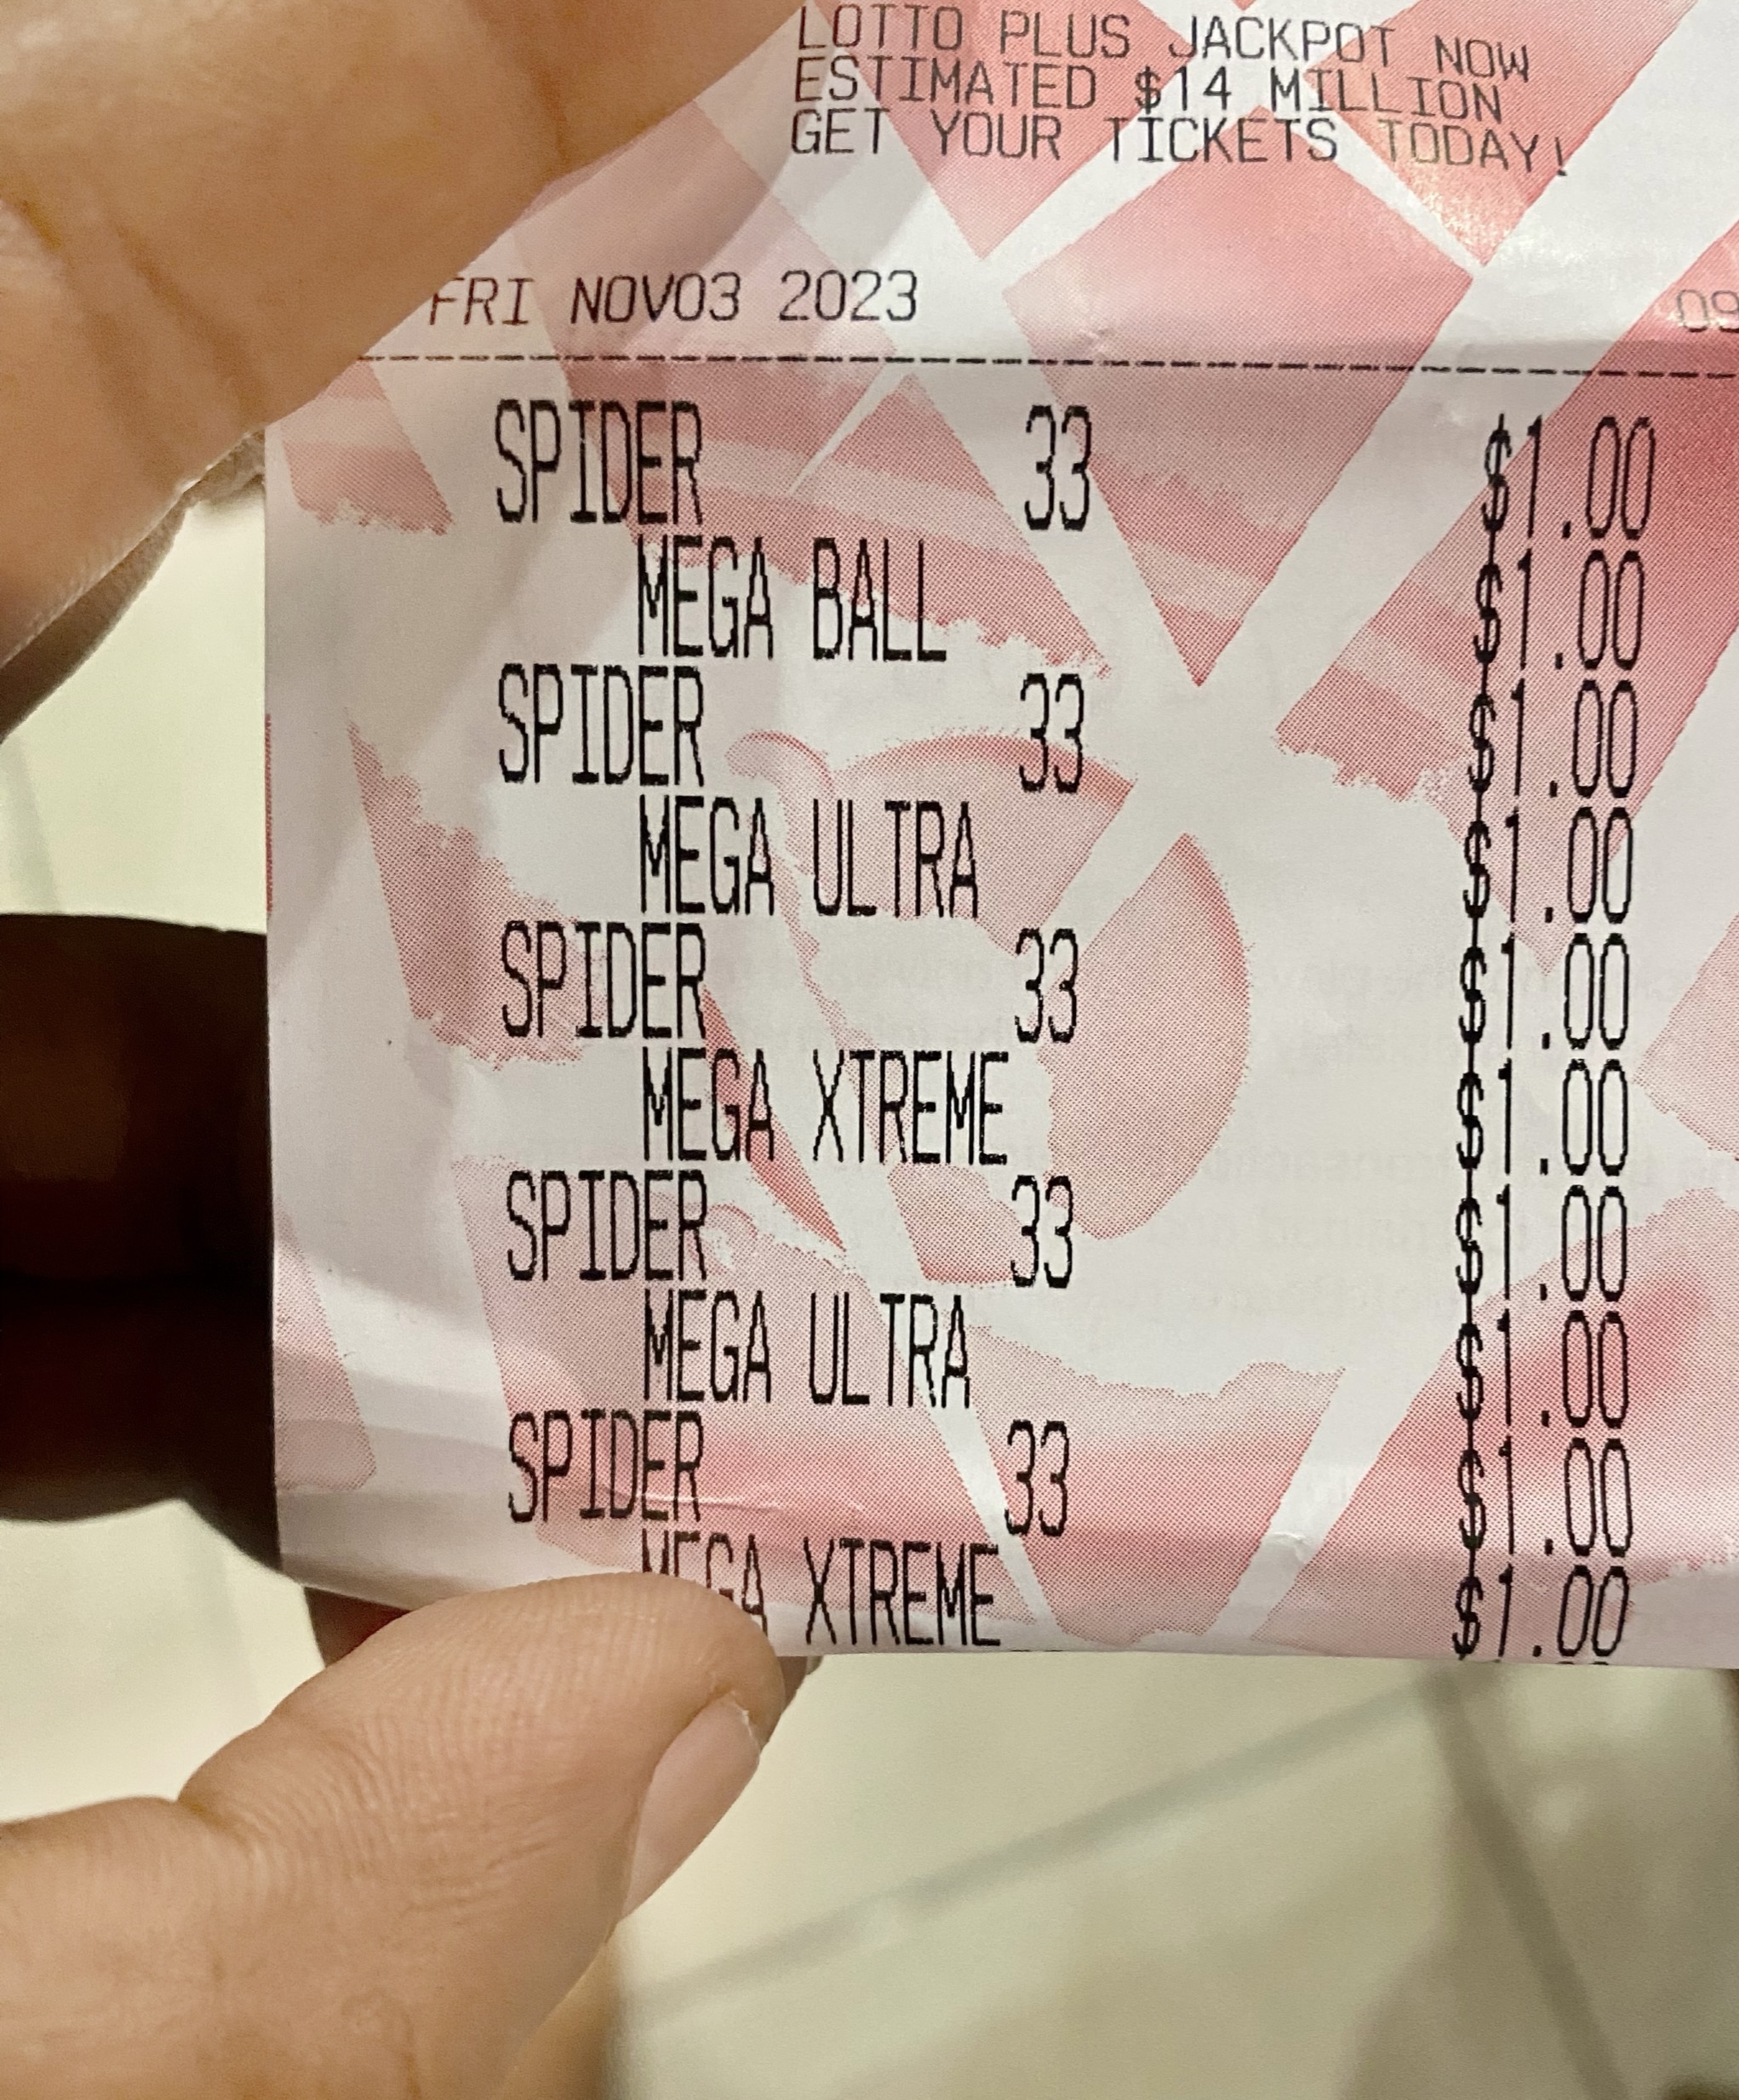 LOTTO PLUS JACKPOT NOW
ESTIMATED $14 MILLION
GET YOUR TICKETS TODAY!
FRI NOV03 2023 09
SPIDER 33 $1.00
MEGA BALL $1.00
SPIDER 33 $1.00
MEGA ULTRA $1.00
SPIDER 33 $1.00
MEGA XTREME $1.00
SPIDER 33 $1.00
MEGA ULTRA $1.00
SPIDER 33 $1.00
MEGA XTREME $1.00